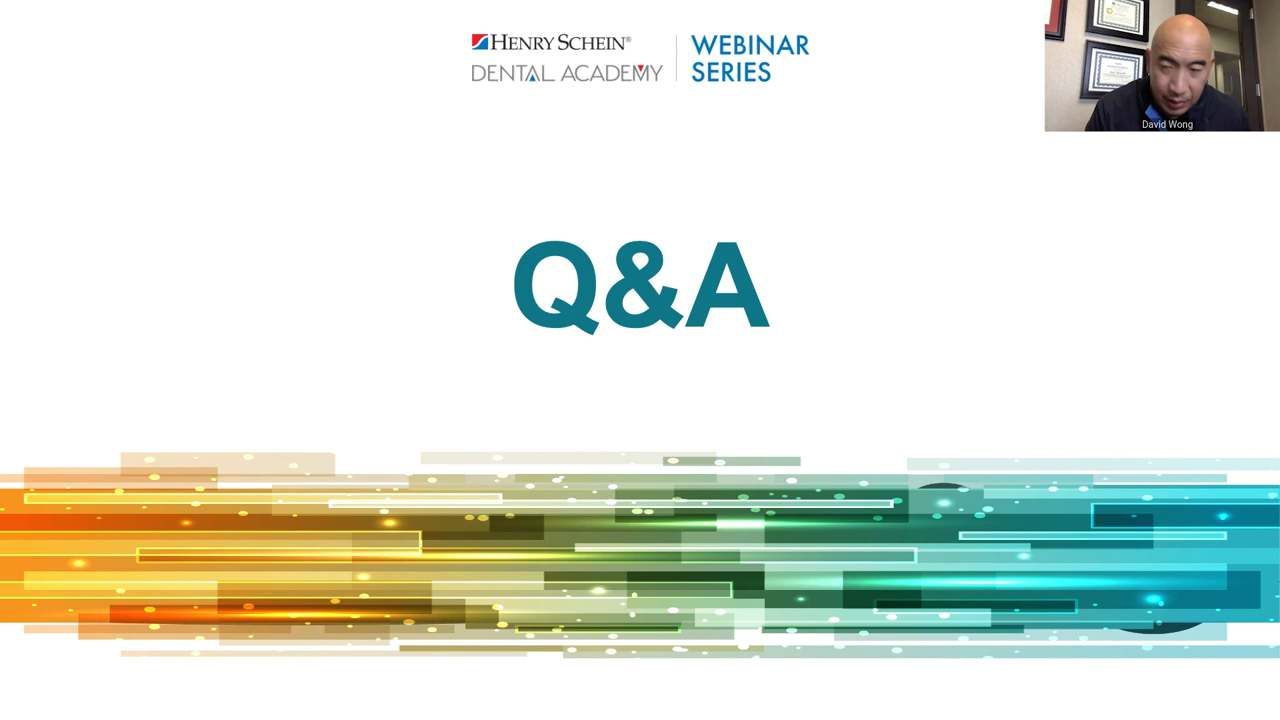 HENRY SCHEIN®
DENTAL ACADEMY
WEBINAR
SERIES
David Wong
Q&A